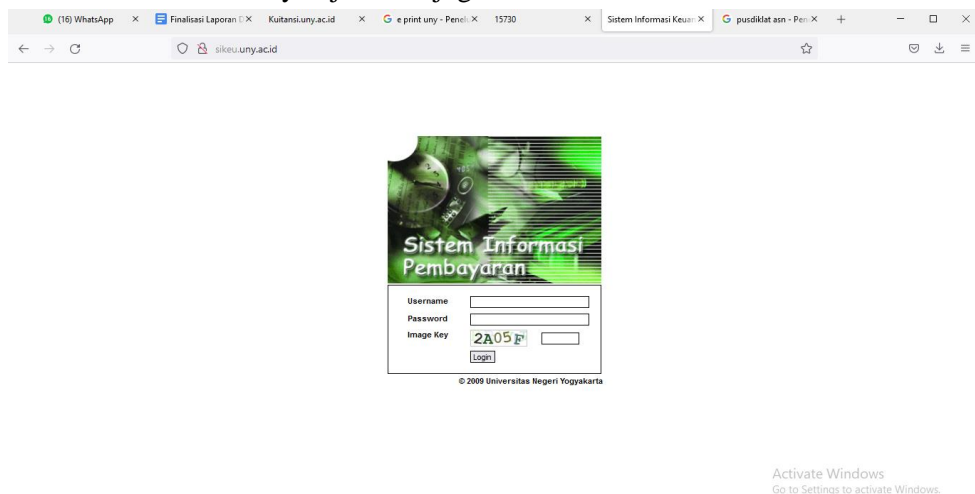 (16) WhatsApp
Finalisasi Laporan D
Kuitansi.uny.ac.id
e print uny - Penel
15730
Sistem Informasi Keuan
pusdiklat asn - Pen
sikeu.uny.ac.id
Sistem Informasi
Pembayaran
Username
Password
Image Key 2A05F
Login
© 2009 Universitas Negeri Yogyakarta
Activate Windows
Go to Settings to activate Windows.